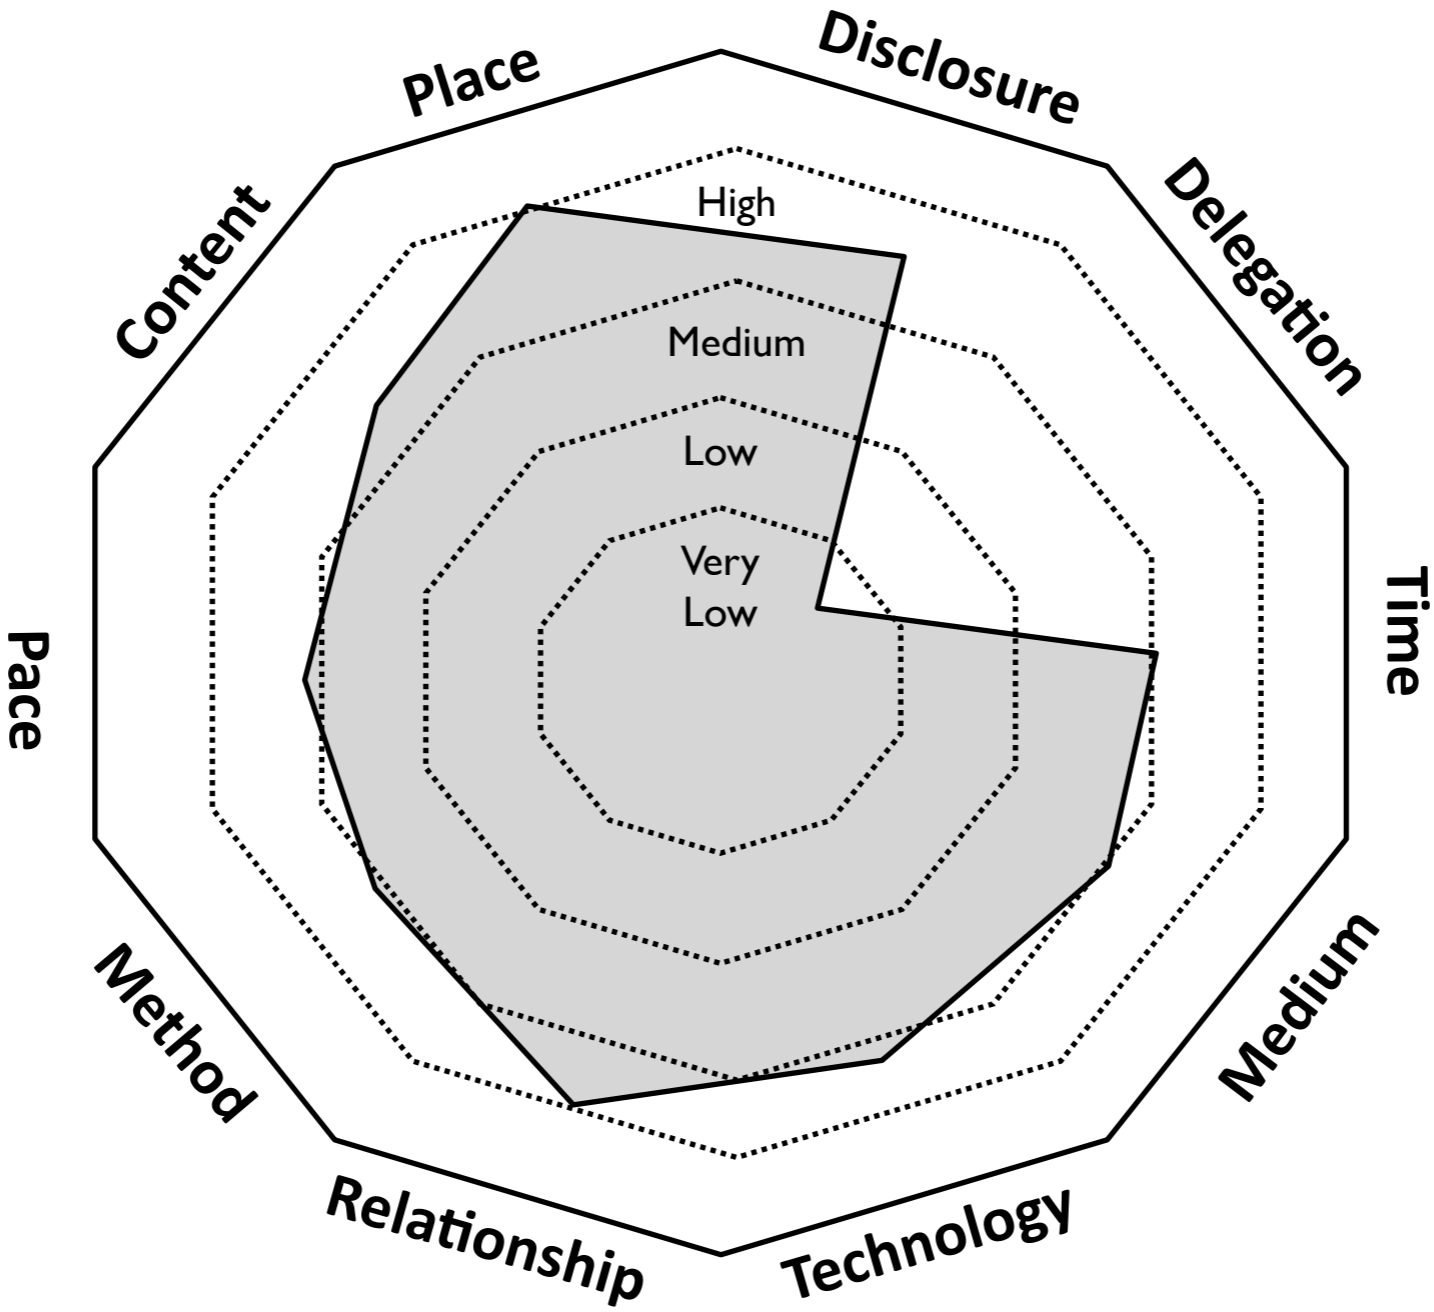 Disclosure
Place
Delegation
Content
High
Medium
Low
Very
Low
Time
Pace
Medium
Method
Relationship
Technology